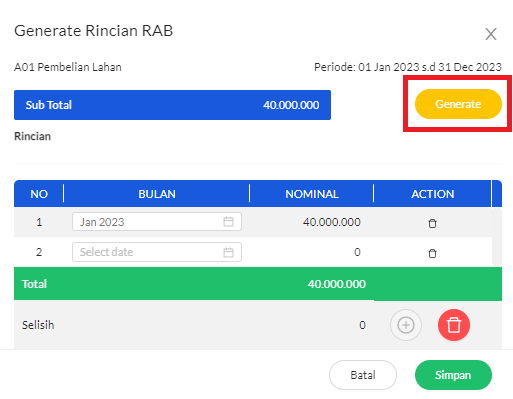 Generate Rincian RAB
A01 Pembelian Lahan Periode: 01 Jan 2023 s.d 31 Dec 2023
Sub Total 40.000.000 Generate
Rincian
NO BULAN NOMINAL ACTION
1 Jan 2023 40.000.000
2 Select date 0
Total 40.000.000
Selisih 0
Batal Simpan